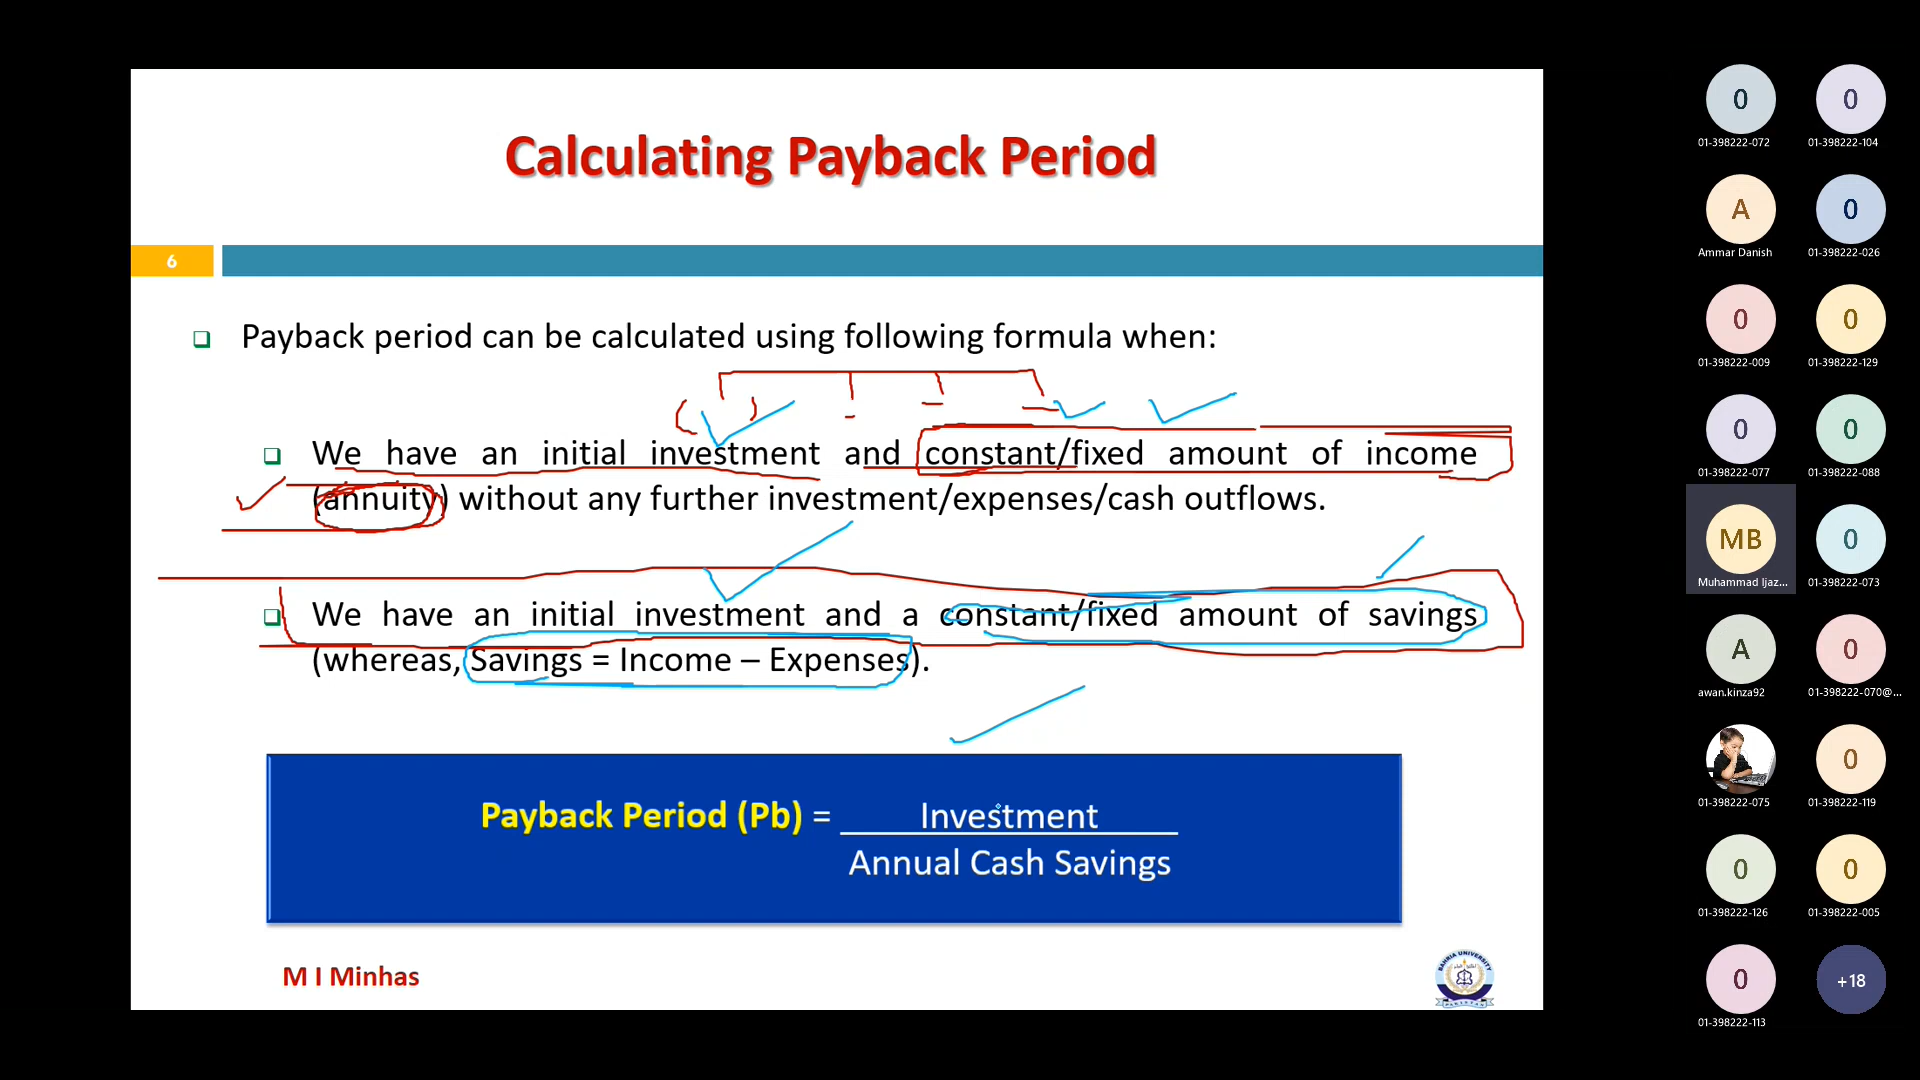 Calculating Payback Period
6
Payback period can be calculated using following formula when:
We have an initial investment and constant/fixed amount of income
(annuity) without any further investment/expenses/cash outflows.
We have an initial investment and a constant/fixed amount of savings
(whereas, Savings = Income – Expenses).
Payback Period (Pb) = Investment
Annual Cash Savings
M I Minhas
BAHRIA UNIVERSITY
0 0
01-398222-072 01-398222-104
A 0
Ammar Danish 01-398222-026
0 0
01-398222-009 01-398222-129
0 0
01-398222-077 01-398222-088
MB 0
Muhammad Ijaz... 01-398222-073
A 0
awan.kinza92 01-398222-070@...
0
01-398222-075 01-398222-119
0 0
01-398222-126 01-398222-005
0 +18
01-398222-113